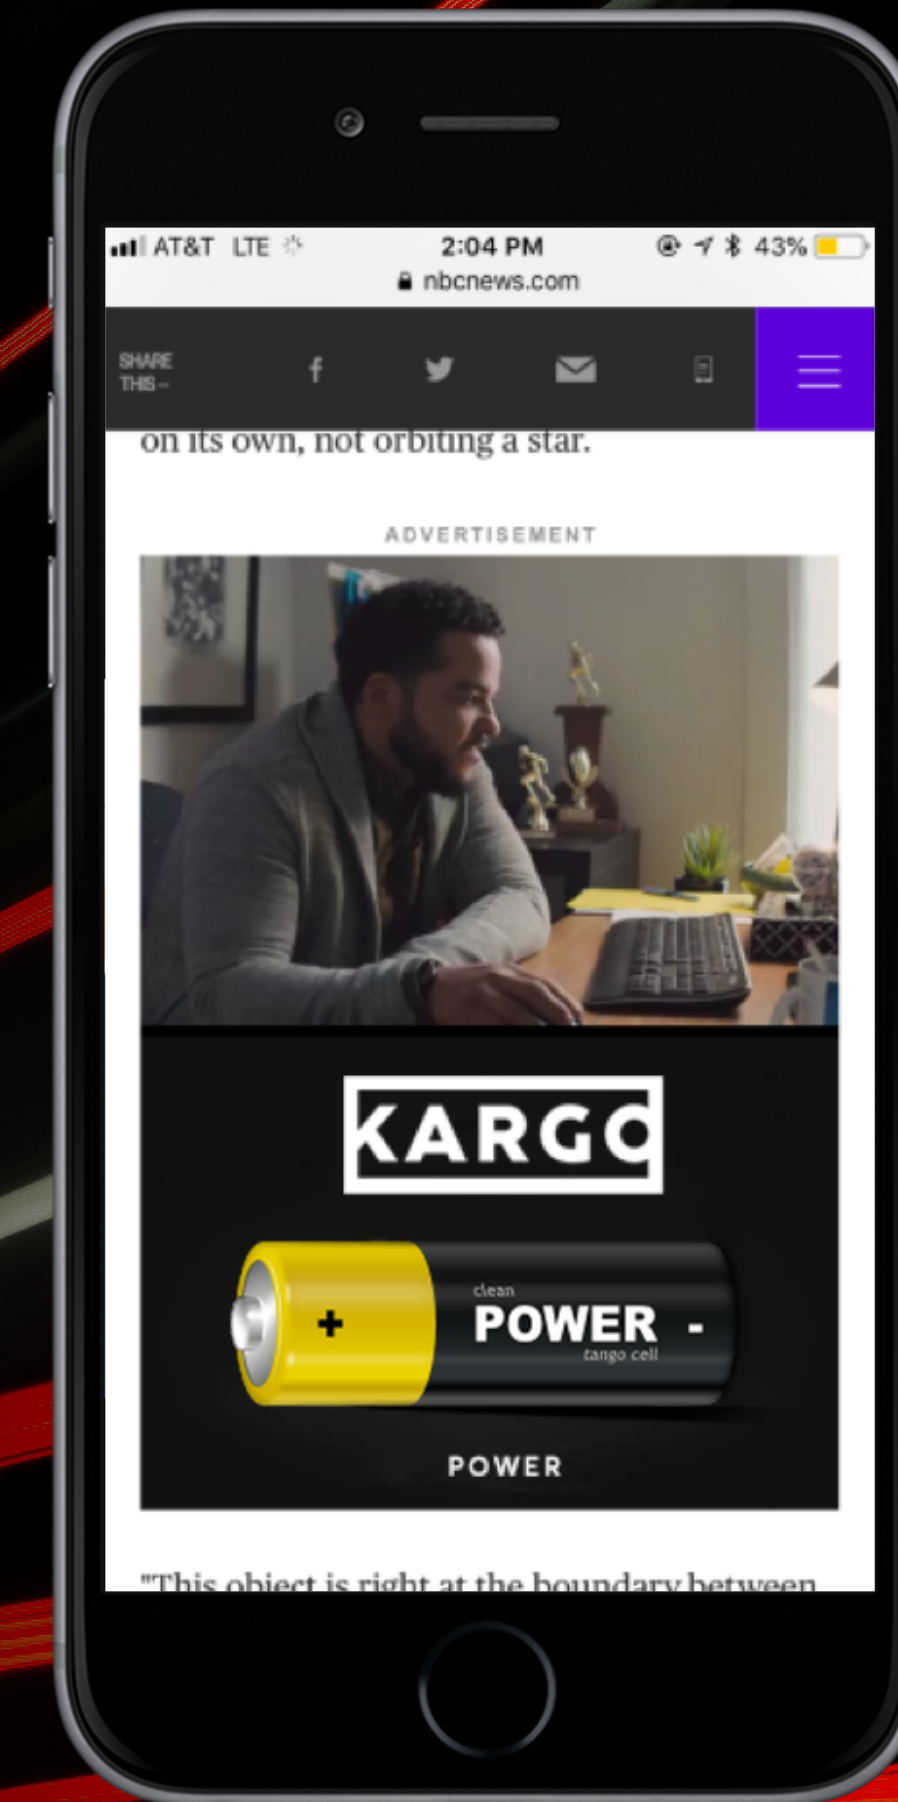 AT&T LTE 2:04 PM 43%
nbcnews.com
SHARE
THIS –
on its own, not orbiting a star.
ADVERTISEMENT
KARGO
clean
+ POWER -
tango cell
POWER
"This object is right at the boundary between